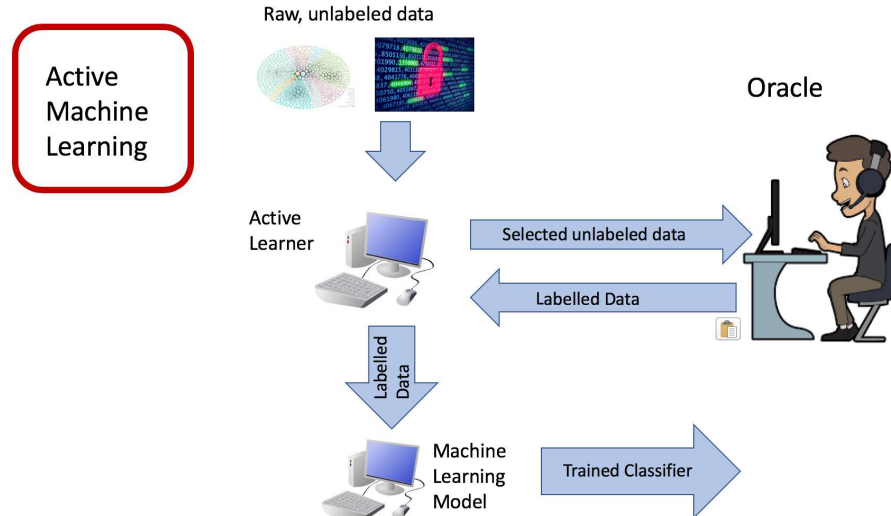 Raw, unlabeled data
Active
Machine
Learning
Oracle
Active
Learner
Selected unlabeled data
Labelled Data
Labelled
Data
Machine
Learning
Model
Trained Classifier